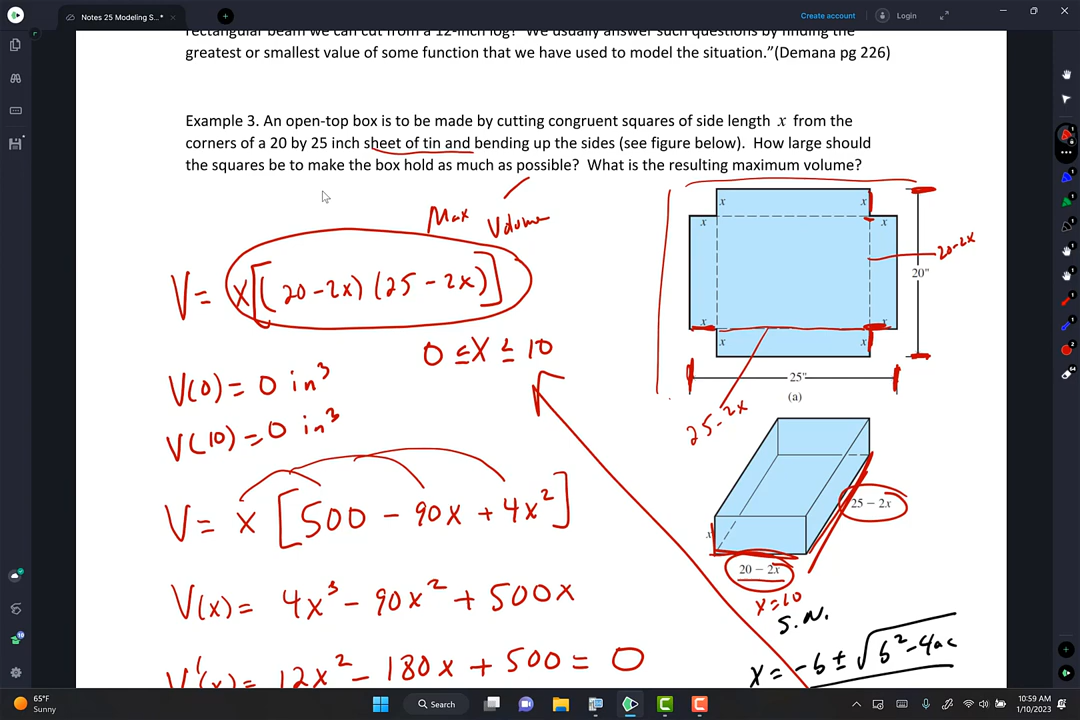 Notes 25 Modeling S...*
Create account
Login
rectangular beam we can cut from a 12-inch log? We usually answer such questions by finding the
greatest or smallest value of some function that we have used to model the situation."(Demana pg 226)
Example 3. An open-top box is to be made by cutting congruent squares of side length x from the
corners of a 20 by 25 inch sheet of tin and bending up the sides (see figure below). How large should
the squares be to make the box hold as much as possible? What is the resulting maximum volume?
Max Volume
V= x[(20-2x)(25-2x)]
0 ≤ x ≤ 10
V(0)= 0 in³
V(10)=0 in³
V= x[500-90x+4x²]
V(x)= 4x³-90x²+500x
V'(x)= 12x²-180x+500=0
x x
x x
20-2x
20"
x x
x x
25"
25-2x
(a)
25 − 2x
x
20 − 2x
x=10
S.N.
x=-b±√b²-4ac
65°F
Sunny
Search
10:59 AM
1/10/2023